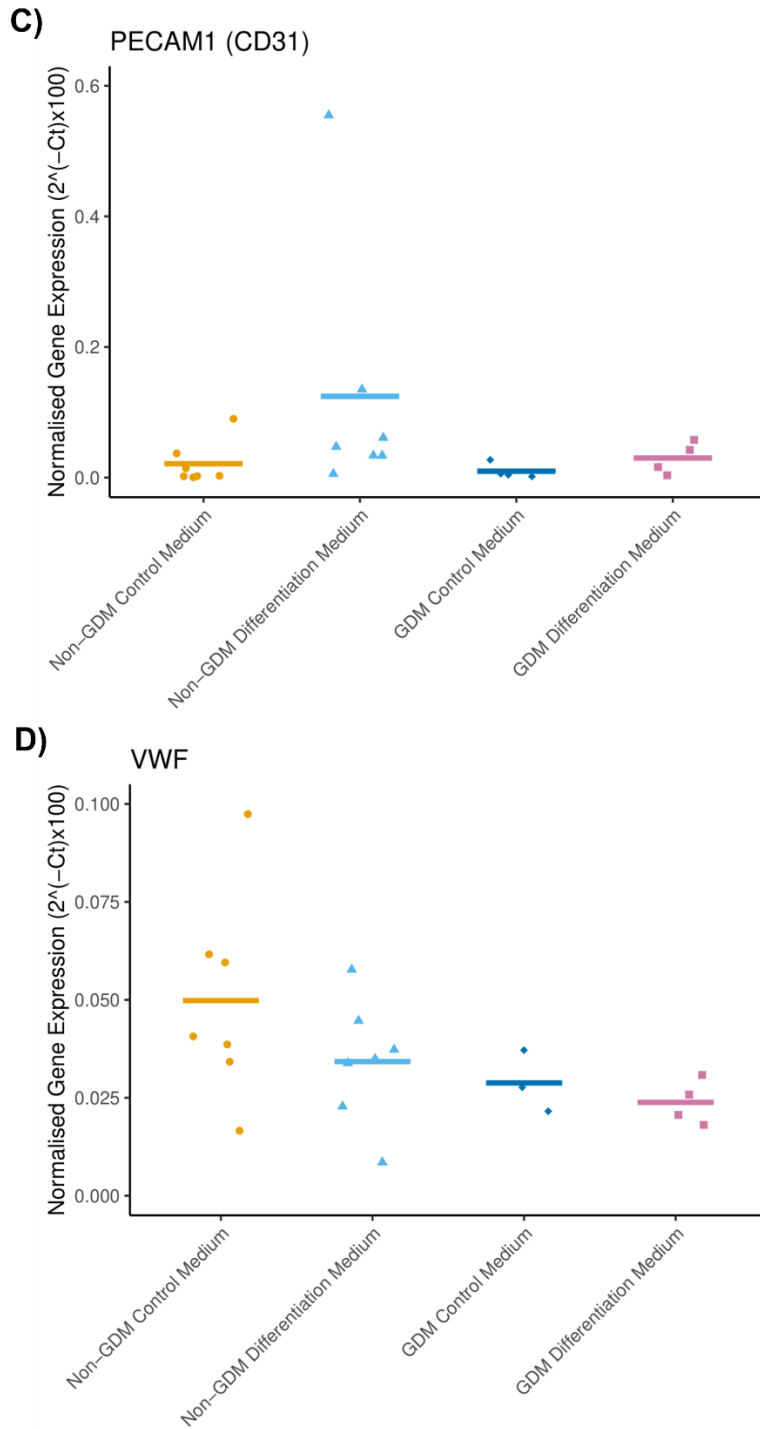 C)
PECAM1 (CD31)
Normalised Gene Expression (2^(−Ct)x100)
0.6
0.4
0.2
0.0
Non−GDM Control Medium
Non−GDM Differentiation Medium
GDM Control Medium
GDM Differentiation Medium
D)
VWF
Normalised Gene Expression (2^(−Ct)x100)
0.100
0.075
0.050
0.025
0.000
Non−GDM Control Medium
Non−GDM Differentiation Medium
GDM Control Medium
GDM Differentiation Medium